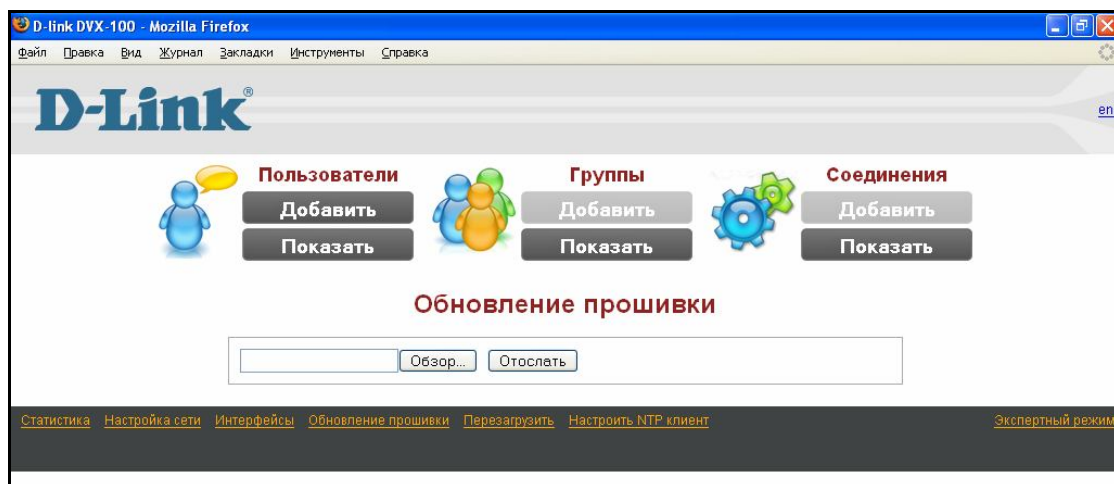 D-link DVX-100 - Mozilla Firefox
Файл Правка Вид Журнал Закладки Инструменты Справка
D-Link®
en
Пользователи Группы Соединения
Добавить Добавить Добавить
Показать Показать Показать
Обновление прошивки
Обзор... Отослать
Статистика Настройка сети Интерфейсы Обновление прошивки Перезагрузить Настроить NTP клиент Экспертный режим